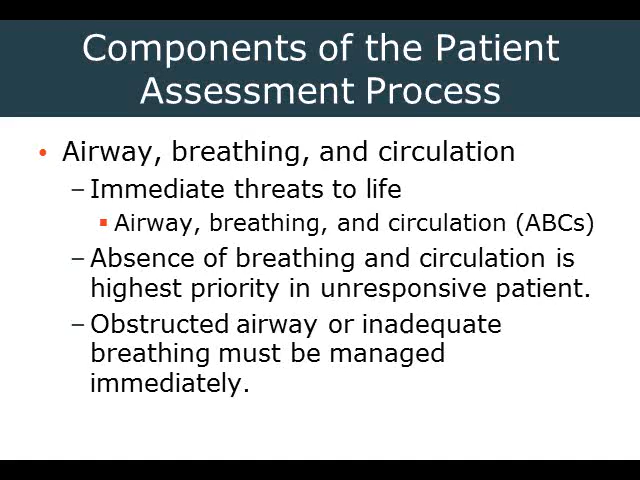 Components of the Patient
Assessment Process
• Airway, breathing, and circulation
– Immediate threats to life
▪ Airway, breathing, and circulation (ABCs)
– Absence of breathing and circulation is
highest priority in unresponsive patient.
– Obstructed airway or inadequate
breathing must be managed
immediately.